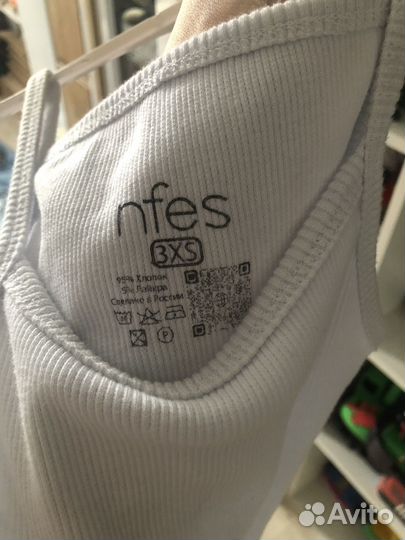 nfes
3XS
95% Хлопок
5% Лайкра
Сделано в России
P
Avito